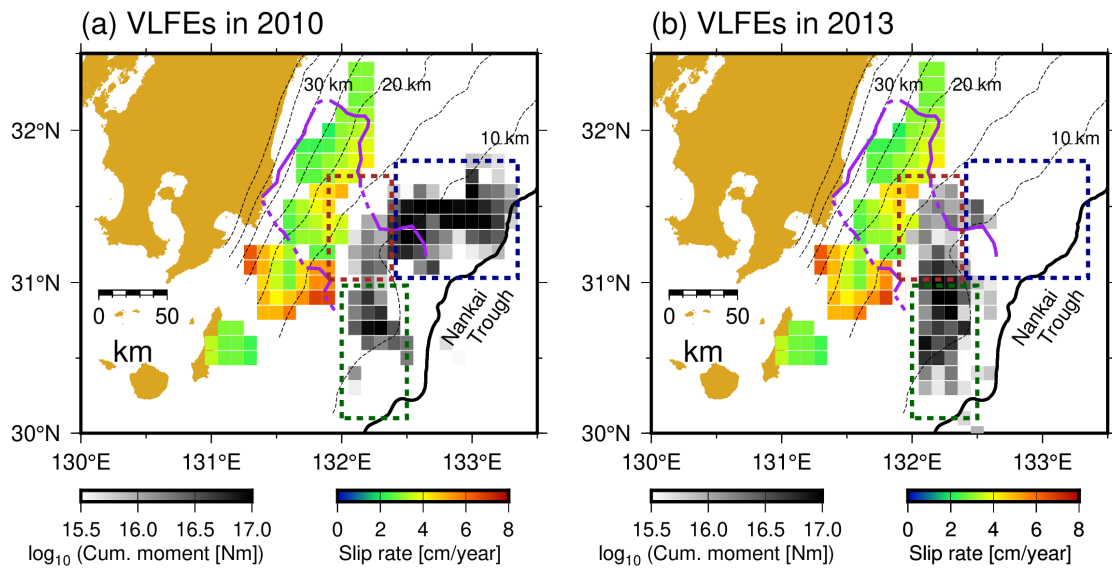 (a) VLFEs in 2010
30 km
20 km
10 km
32°N
31°N
30°N
0 50
km
Nankai
Trough
130°E 131°E 132°E 133°E
15.5 16.0 16.5 17.0
log10 (Cum. moment [Nm])
0 2 4 6 8
Slip rate [cm/year]
(b) VLFEs in 2013
30 km
20 km
10 km
32°N
31°N
30°N
0 50
km
Nankai
Trough
130°E 131°E 132°E 133°E
15.5 16.0 16.5 17.0
log10 (Cum. moment [Nm])
0 2 4 6 8
Slip rate [cm/year]